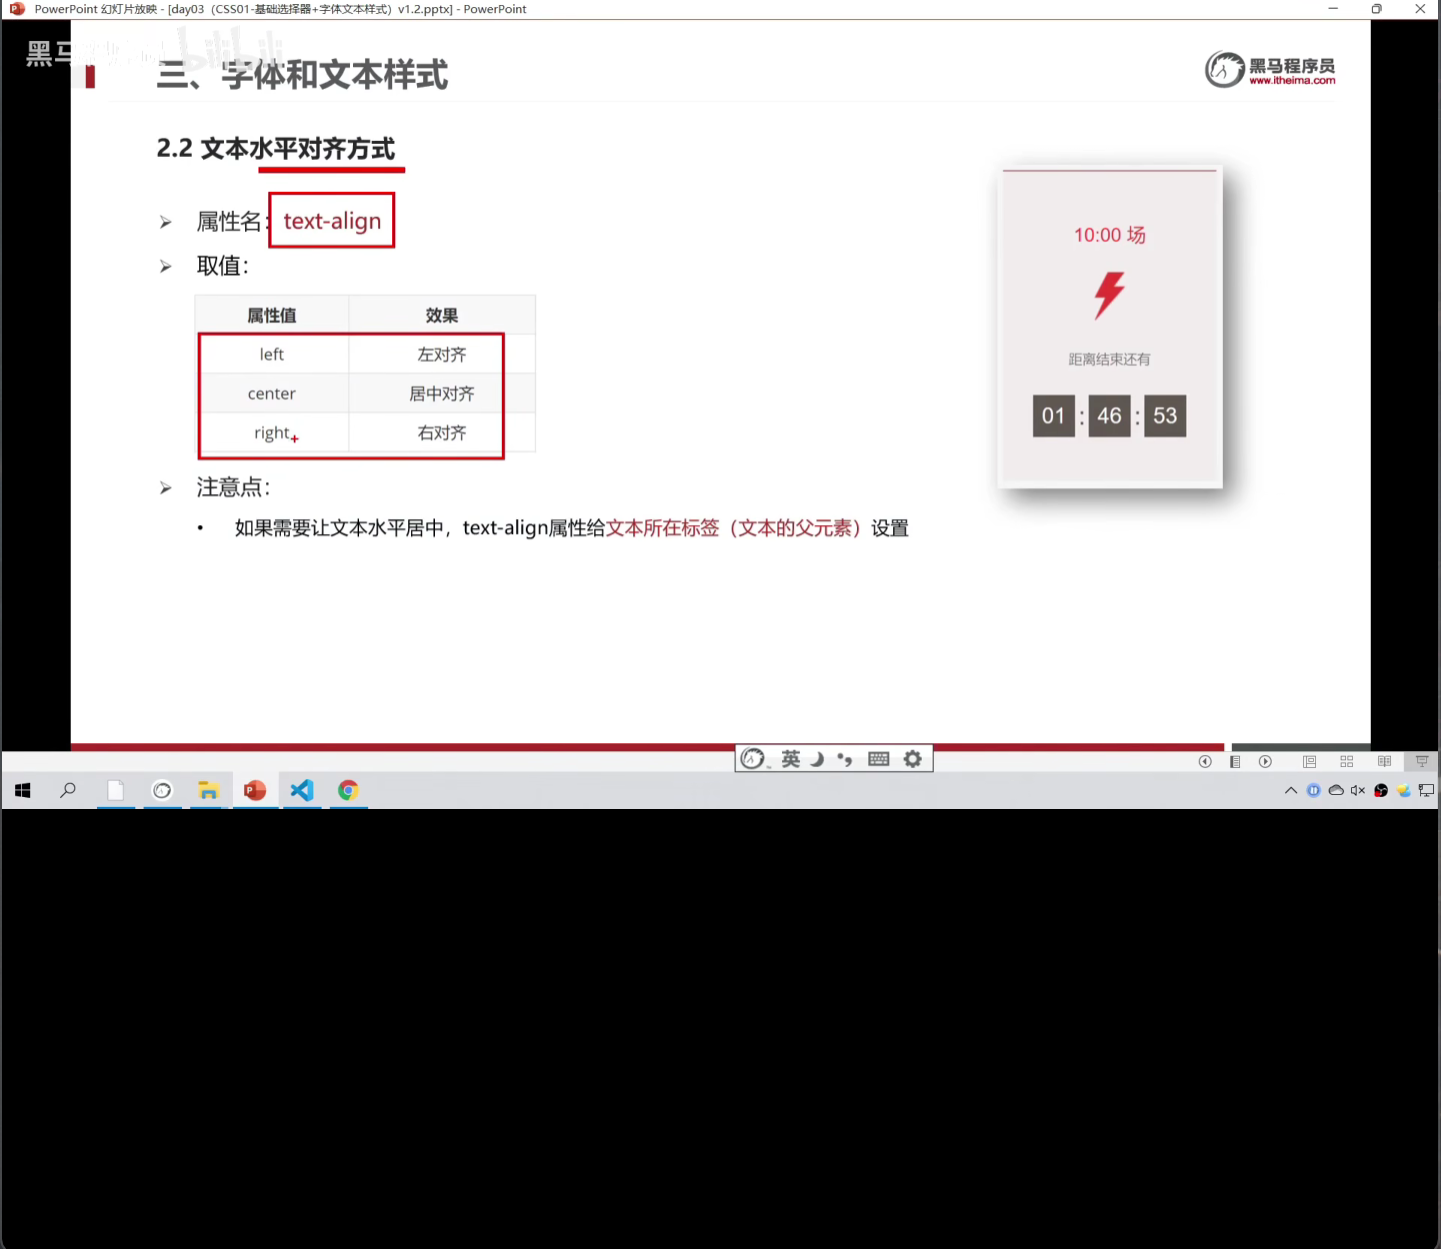 PowerPoint 幻灯片放映 - [day03（CSS01-基础选择器+字体文本样式）v1.2.pptx] - PowerPoint
bilibili
三、字体和文本样式
黑马程序员
www.itheima.com
2.2 文本水平对齐方式
属性名：text-align
取值：
属性值 效果
left 左对齐
center 居中对齐
right 右对齐
注意点：
如果需要让文本水平居中，text-align属性给文本所在标签（文本的父元素）设置
10:00 场
距离结束还有
01 : 46 : 53
英